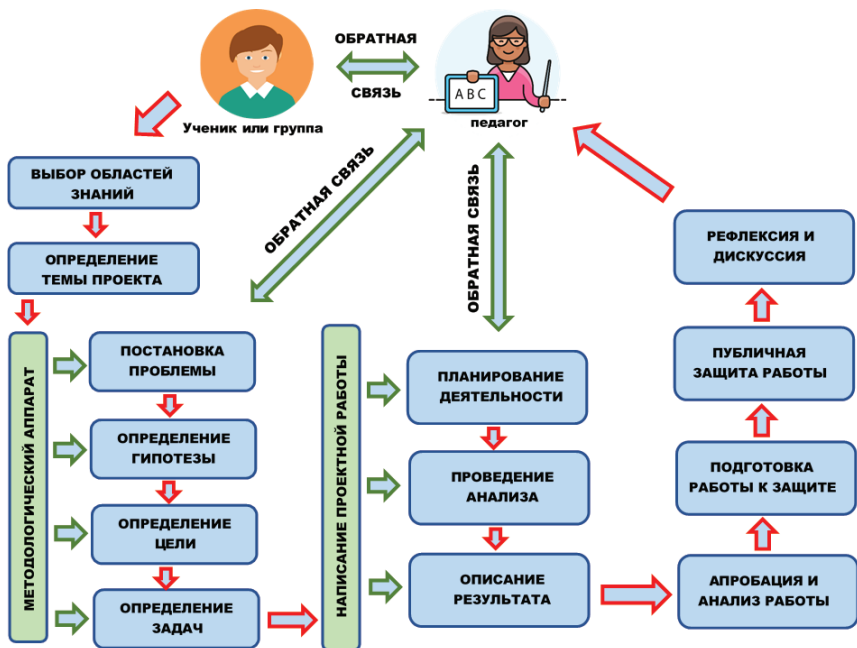 ОБРАТНАЯ
СВЯЗЬ
ABC
Ученик или группа
педагог
ВЫБОР ОБЛАСТЕЙ
ЗНАНИЙ
ОПРЕДЕЛЕНИЕ
ТЕМЫ ПРОЕКТА
ОБРАТНАЯ СВЯЗЬ
ОБРАТНАЯ СВЯЗЬ
МЕТОДОЛОГИЧЕСКИЙ АППАРАТ
ПОСТАНОВКА
ПРОБЛЕМЫ
ОПРЕДЕЛЕНИЕ
ГИПОТЕЗЫ
ОПРЕДЕЛЕНИЕ
ЦЕЛИ
ОПРЕДЕЛЕНИЕ
ЗАДАЧ
НАПИСАНИЕ ПРОЕКТНОЙ РАБОТЫ
ПЛАНИРОВАНИЕ
ДЕЯТЕЛЬНОСТИ
ПРОВЕДЕНИЕ
АНАЛИЗА
ОПИСАНИЕ
РЕЗУЛЬТАТА
АПРОБАЦИЯ И
АНАЛИЗ РАБОТЫ
ПОДГОТОВКА
РАБОТЫ К ЗАЩИТЕ
ПУБЛИЧНАЯ
ЗАЩИТА РАБОТЫ
РЕФЛЕКСИЯ И
ДИСКУССИЯ